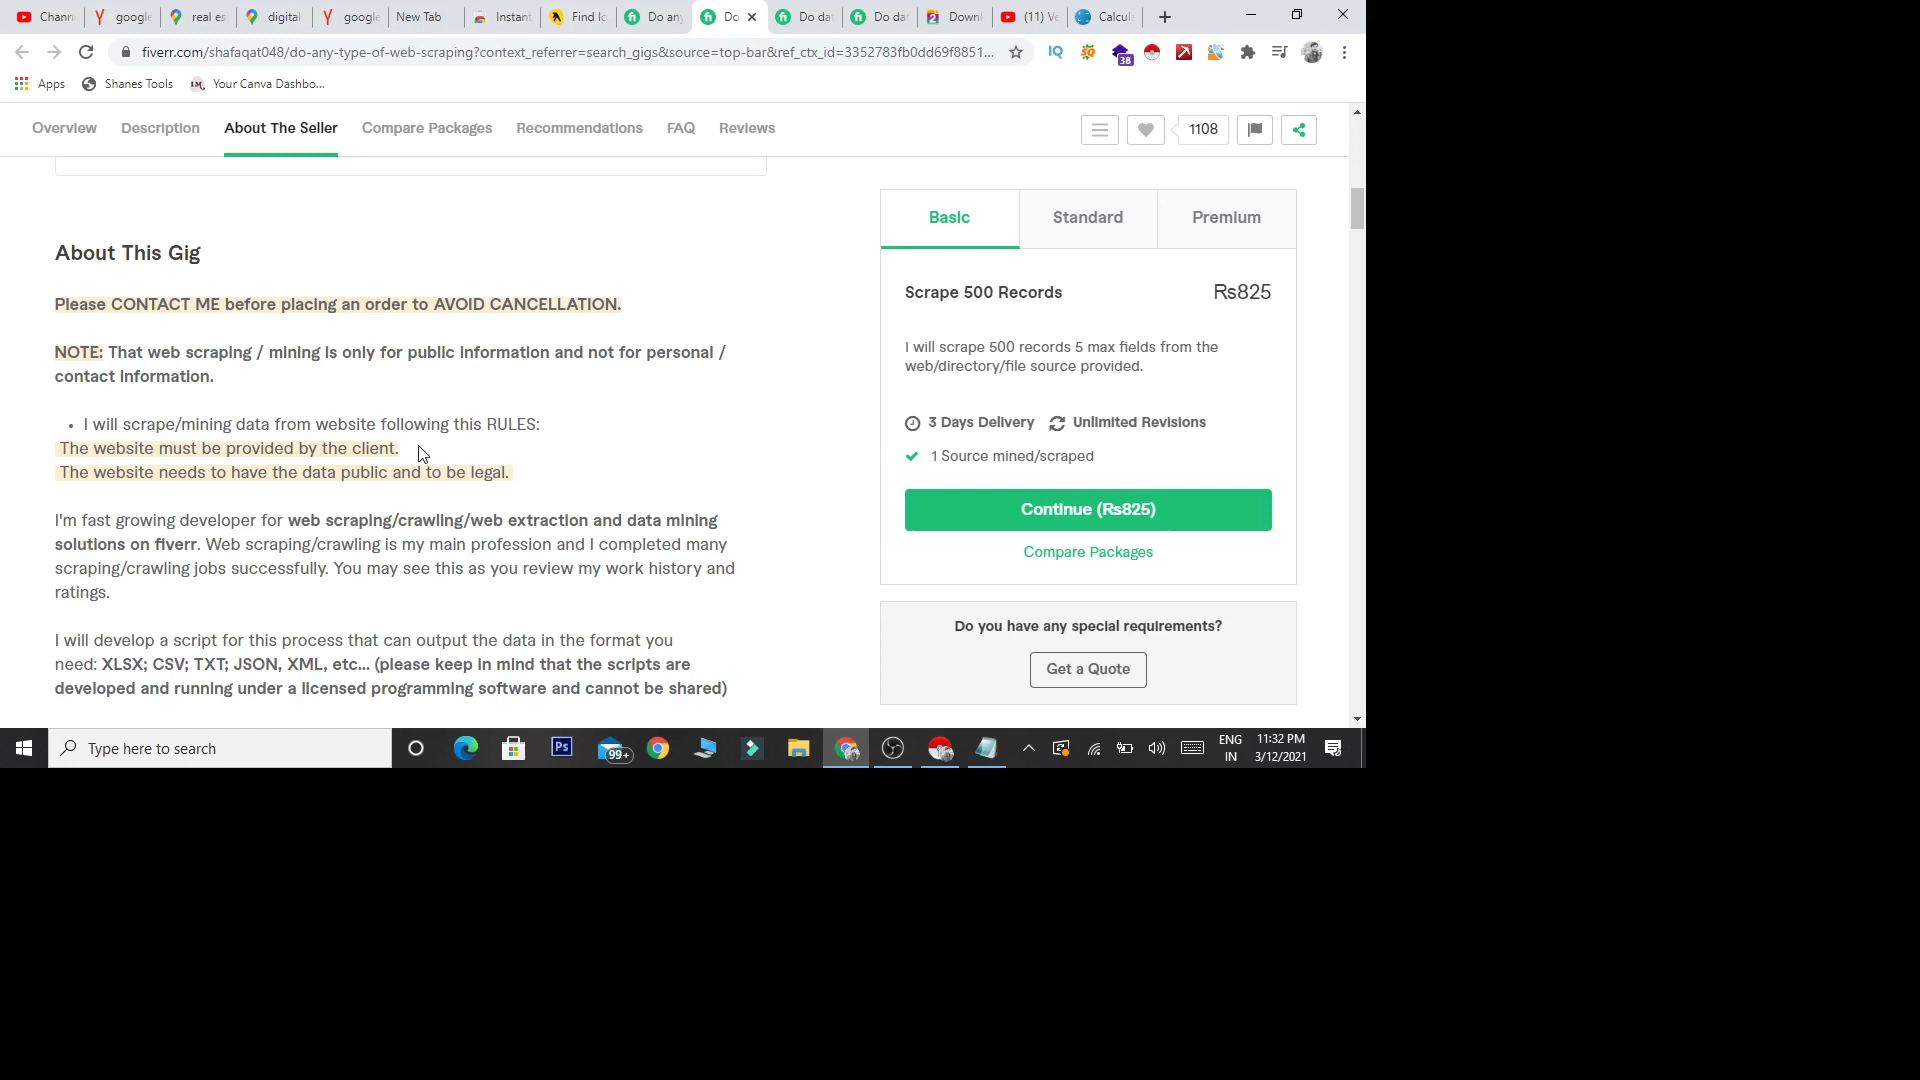 Chann
google
real es
digital
google
New Tab
Instant
Find lo
Do any
Do
Do dat
Do dat
Downl
(11) Ve
Calcul
fiverr.com/shafaqat048/do-any-type-of-web-scraping?context_referrer=search_gigs&source=top-bar&ref_ctx_id=3352783fb0dd69f8851...
IQ
38
Apps
Shanes Tools
Your Canva Dashbo...
Overview
Description
About The Seller
Compare Packages
Recommendations
FAQ
Reviews
1108
About This Gig
Please CONTACT ME before placing an order to AVOID CANCELLATION.
NOTE: That web scraping / mining is only for public information and not for personal /
contact information.
• I will scrape/mining data from website following this RULES:
The website must be provided by the client.
The website needs to have the data public and to be legal.
I'm fast growing developer for web scraping/crawling/web extraction and data mining
solutions on fiverr. Web scraping/crawling is my main profession and I completed many
scraping/crawling jobs successfully. You may see this as you review my work history and
ratings.
I will develop a script for this process that can output the data in the format you
need: XLSX; CSV; TXT; JSON, XML, etc... (please keep in mind that the scripts are
developed and running under a licensed programming software and cannot be shared)
Basic
Standard
Premium
Scrape 500 Records
₨825
I will scrape 500 records 5 max fields from the
web/directory/file source provided.
3 Days Delivery
Unlimited Revisions
1 Source mined/scraped
Continue (₨825)
Compare Packages
Do you have any special requirements?
Get a Quote
Type here to search
Ps
99+
ENG
IN
11:32 PM
3/12/2021